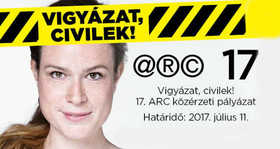 VIGYÁZAT,
CIVILEK!
@®© 17
Vigyázat, civilek!
17. ARC közérzeti pályázat
Határidő: 2017. július 11.